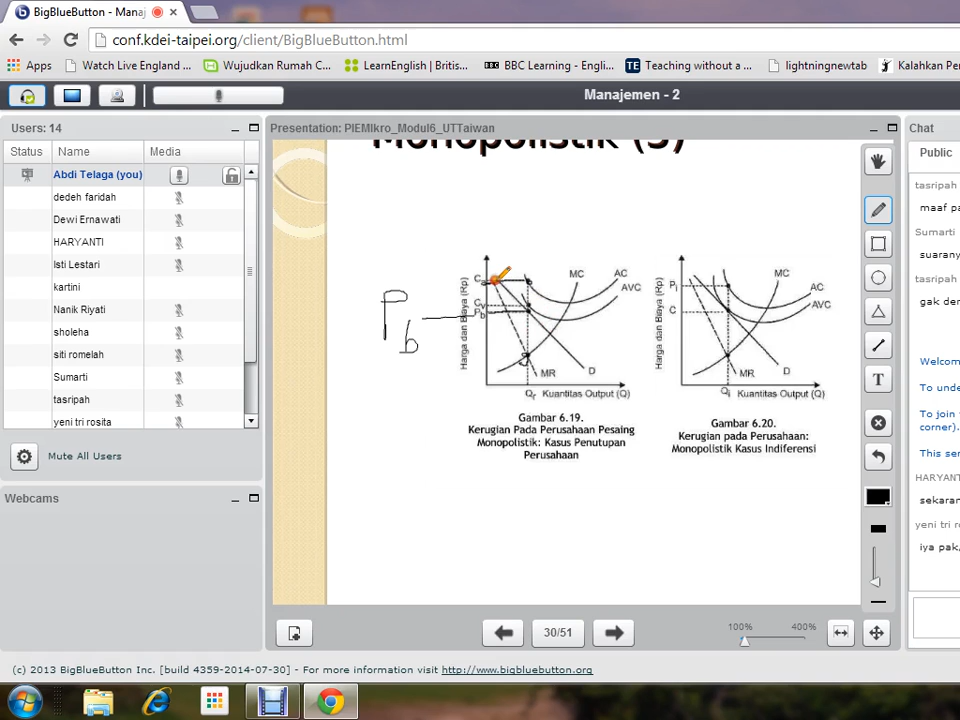 BigBlueButton - Manaj
conf.kdei-taipei.org/client/BigBlueButton.html
Apps
Watch Live England ...
Wujudkan Rumah C...
LearnEnglish | Britis...
BBC Learning - Engli...
Teaching without a ...
lightningnewtab
Kalahkan Pe
Manajemen - 2
Users: 14
Status Name Media
Abdi Telaga (you)
dedeh faridah
Dewi Ernawati
HARYANTI
Isti Lestari
kartini
Nanik Riyati
sholeha
siti romelah
Sumarti
tasripah
yeni tri rosita
Mute All Users
Webcams
Presentation: PIEMIkro_Modul6_UTTaiwan
Monopolistik (3)
P
b
Harga dan Biaya (Rp)
C
Cv
Pb
MC
AC
AVC
MR
D
Qr Kuantitas Output (Q)
Gambar 6.19.
Kerugian Pada Perusahaan Pesaing
Monopolistik: Kasus Penutupan
Perusahaan
Harga dan Biaya (Rp)
C
MC
AC
AVC
MR
D
Kuantitas Output (Q)
Gambar 6.20.
Kerugian pada Perusahaan:
Monopolistik Kasus Indiferensi
T
30/51
100%
400%
Chat
Public
tasripah
maaf pa
Sumarti
suarany
tasripah
gak der
Welcom
To unde
To join t
corner).
This ser
HARYANT
sekaran
yeni tri ro
iya pak,
(c) 2013 BigBlueButton Inc. [build 4359-2014-07-30] - For more information visit http://www.bigbluebutton.org